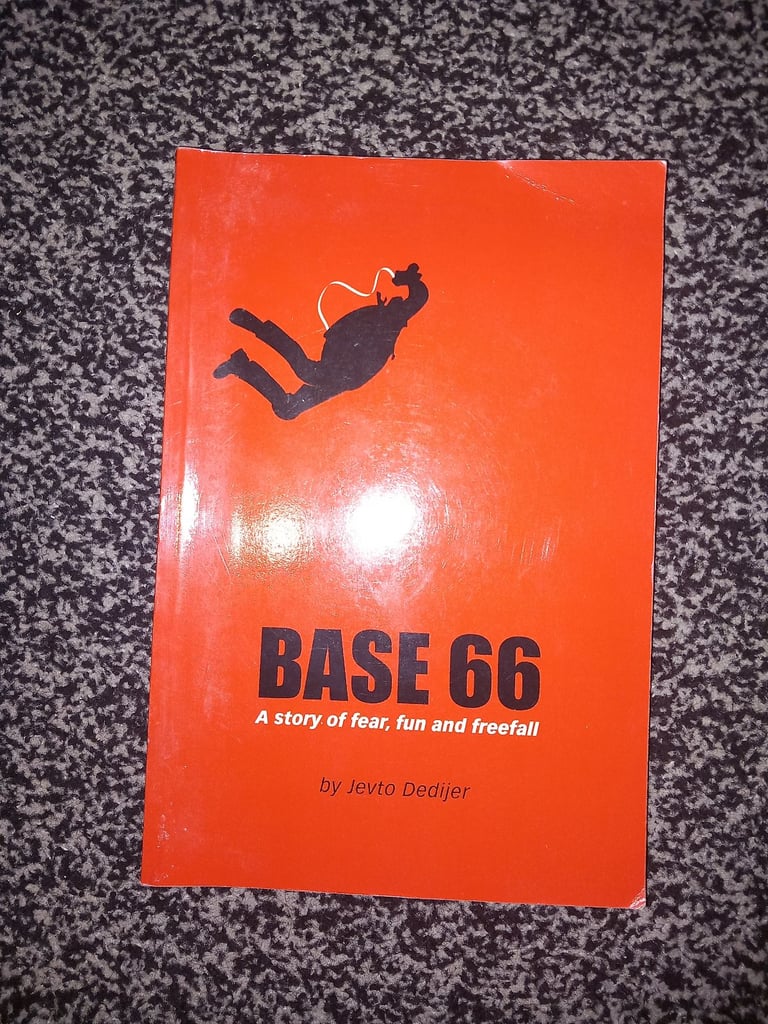 BASE 66
A story of fear, fun and freefall
by Jevto Dedijer